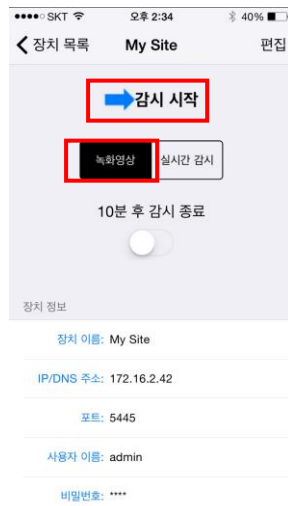 SKT 오후 2:34 40%
장치 목록 My Site 편집
감시 시작
녹화영상 실시간 감시
10분 후 감시 종료
장치 정보
장치 이름: My Site
IP/DNS 주소: 172.16.2.42
포트: 5445
사용자 이름: admin
비밀번호: ****